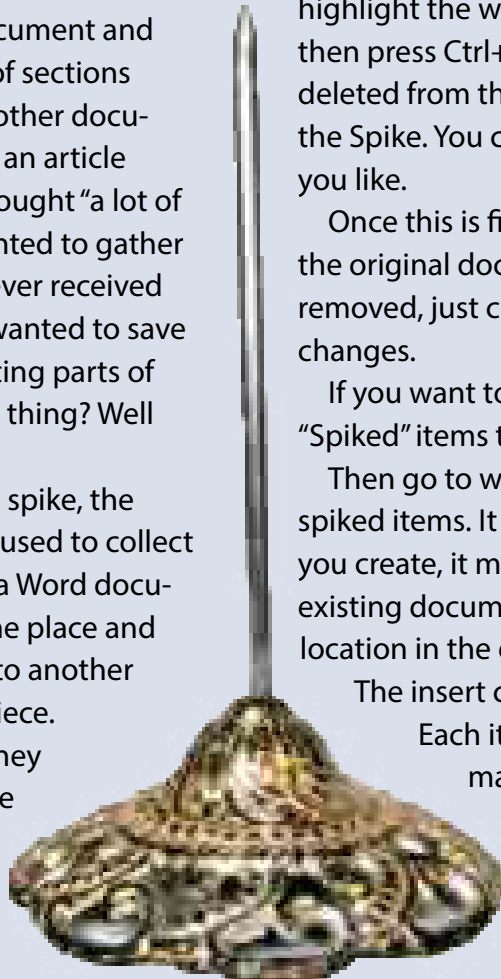 cument and
of sections
other docu-
an article
ought “a lot of
nted to gather
ver received
wanted to save
ting parts of
thing? Well
spike, the
used to collect
a Word docu-
ne place and
to another
iece.
hey
e
highlight the w
then press Ctrl+
deleted from th
the Spike. You c
you like.
Once this is fi
the original doc
removed, just c
changes.
If you want to
“Spiked” items t
Then go to w
spiked items. It
you create, it m
existing docum
location in the
The insert
Each it
ma